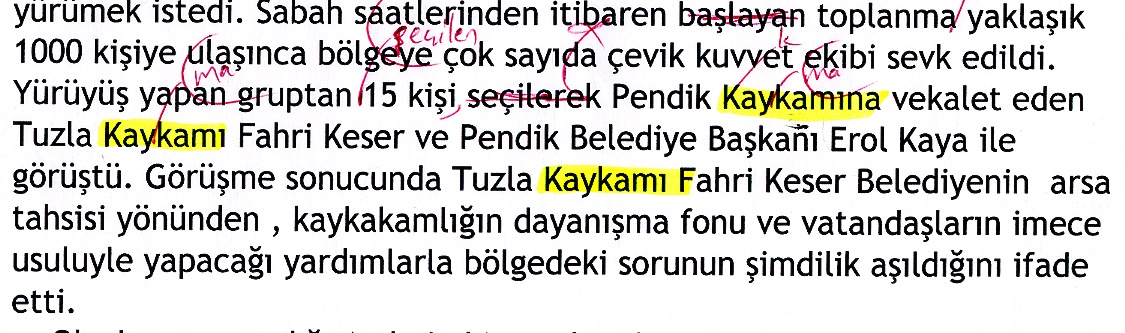 yürümek istedi. Sabah saatlerinden itibaren başlayan toplanma yaklaşık
seçilen
1000 kişiye ulaşınca bölgeye çok sayıda çevik kuvvet ekibi sevk edildi.
ma
ma
Yürüyüş yapan gruptan 15 kişi, seçilerek Pendik Kaykamına vekalet eden
Tuzla Kaykamı Fahri Keser ve Pendik Belediye Başkanı Erol Kaya ile
görüştü. Görüşme sonucunda Tuzla Kaykamı Fahri Keser Belediyenin arsa
tahsisi yönünden , kaykakamlığın dayanışma fonu ve vatandaşların imece
usuluyle yapacağı yardımlarla bölgedeki sorunun şimdilik aşıldığını ifade
etti.